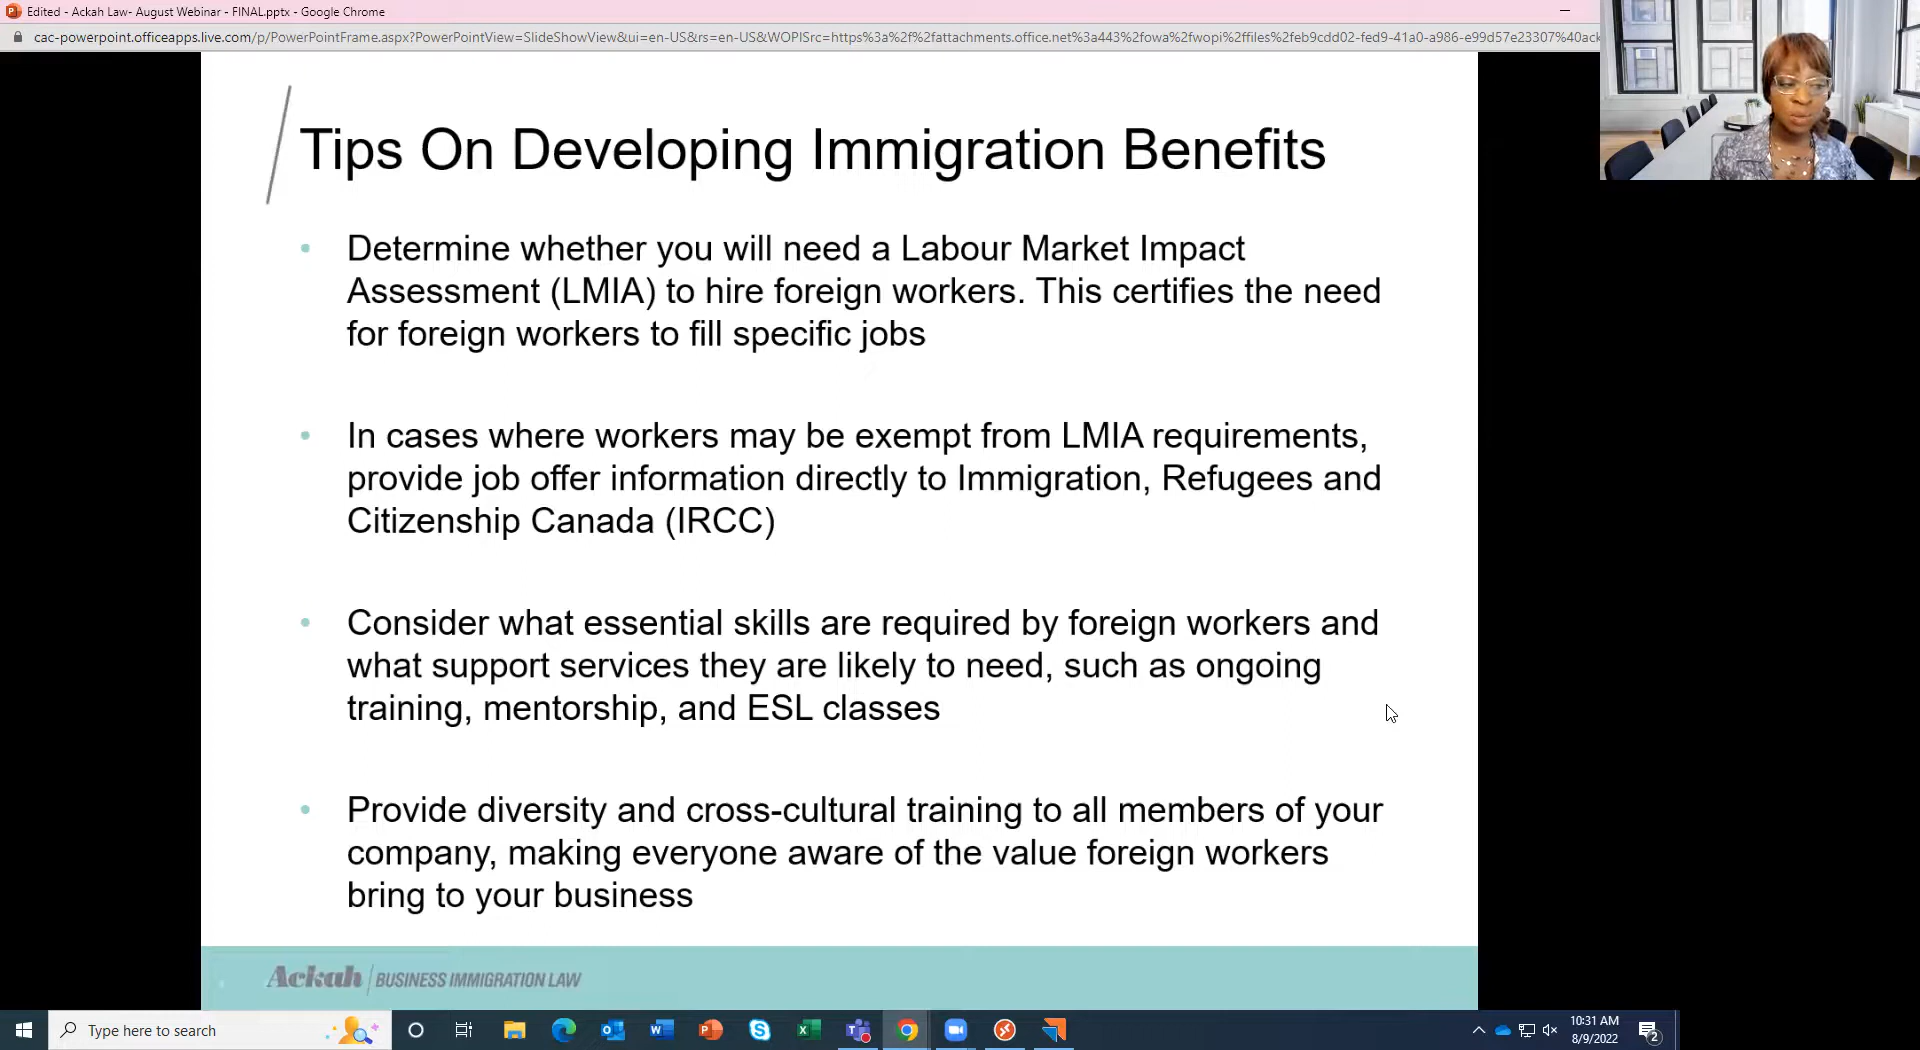 Edited - Ackah Law- August Webinar - FINAL.pptx - Google Chrome
cac-powerpoint.officeapps.live.com/p/PowerPointFrame.aspx?PowerPointView=SlideShowView&ui=en-US&rs=en-US&WOPISrc=https%3a%2f%2fattachments.office.net%3a443%2fowa%2fwopi%2ffiles%2feb9cdd02-fed9-41a0-a986-e99d57e23307%40ack
Tips On Developing Immigration Benefits
• Determine whether you will need a Labour Market Impact
Assessment (LMIA) to hire foreign workers. This certifies the need
for foreign workers to fill specific jobs
• In cases where workers may be exempt from LMIA requirements,
provide job offer information directly to Immigration, Refugees and
Citizenship Canada (IRCC)
• Consider what essential skills are required by foreign workers and
what support services they are likely to need, such as ongoing
training, mentorship, and ESL classes
• Provide diversity and cross-cultural training to all members of your
company, making everyone aware of the value foreign workers
bring to your business
Ackah BUSINESS IMMIGRATION LAW
Type here to search
10:31 AM
8/9/2022
2